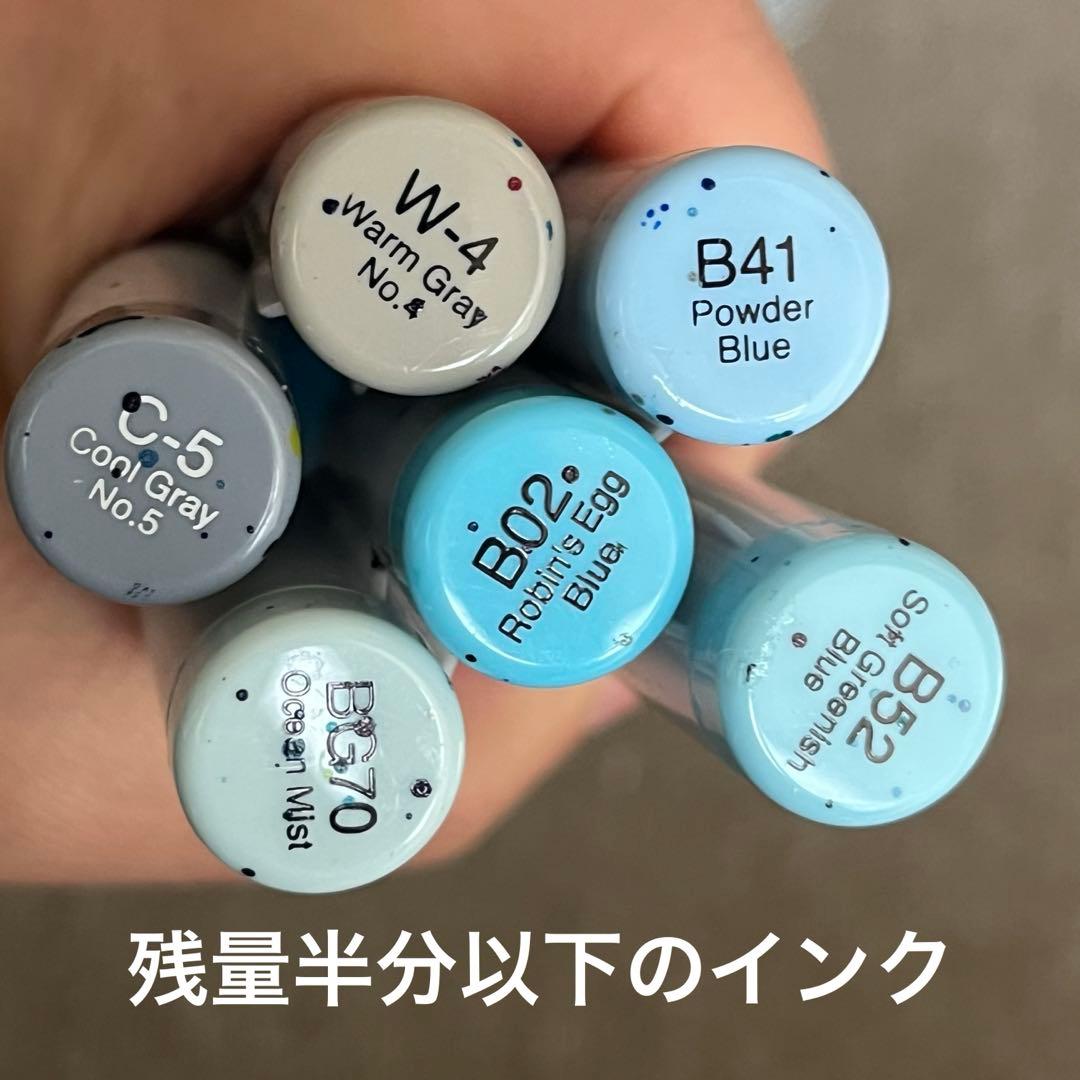 W-4
Warm Gray
No.4
B41
Powder
Blue
C-5
Cool Gray
No.5
B02
Robin's Egg
Blue
B52
Soft Greenish
Blue
BG70
Ocean Mist
残量半分以下のインク